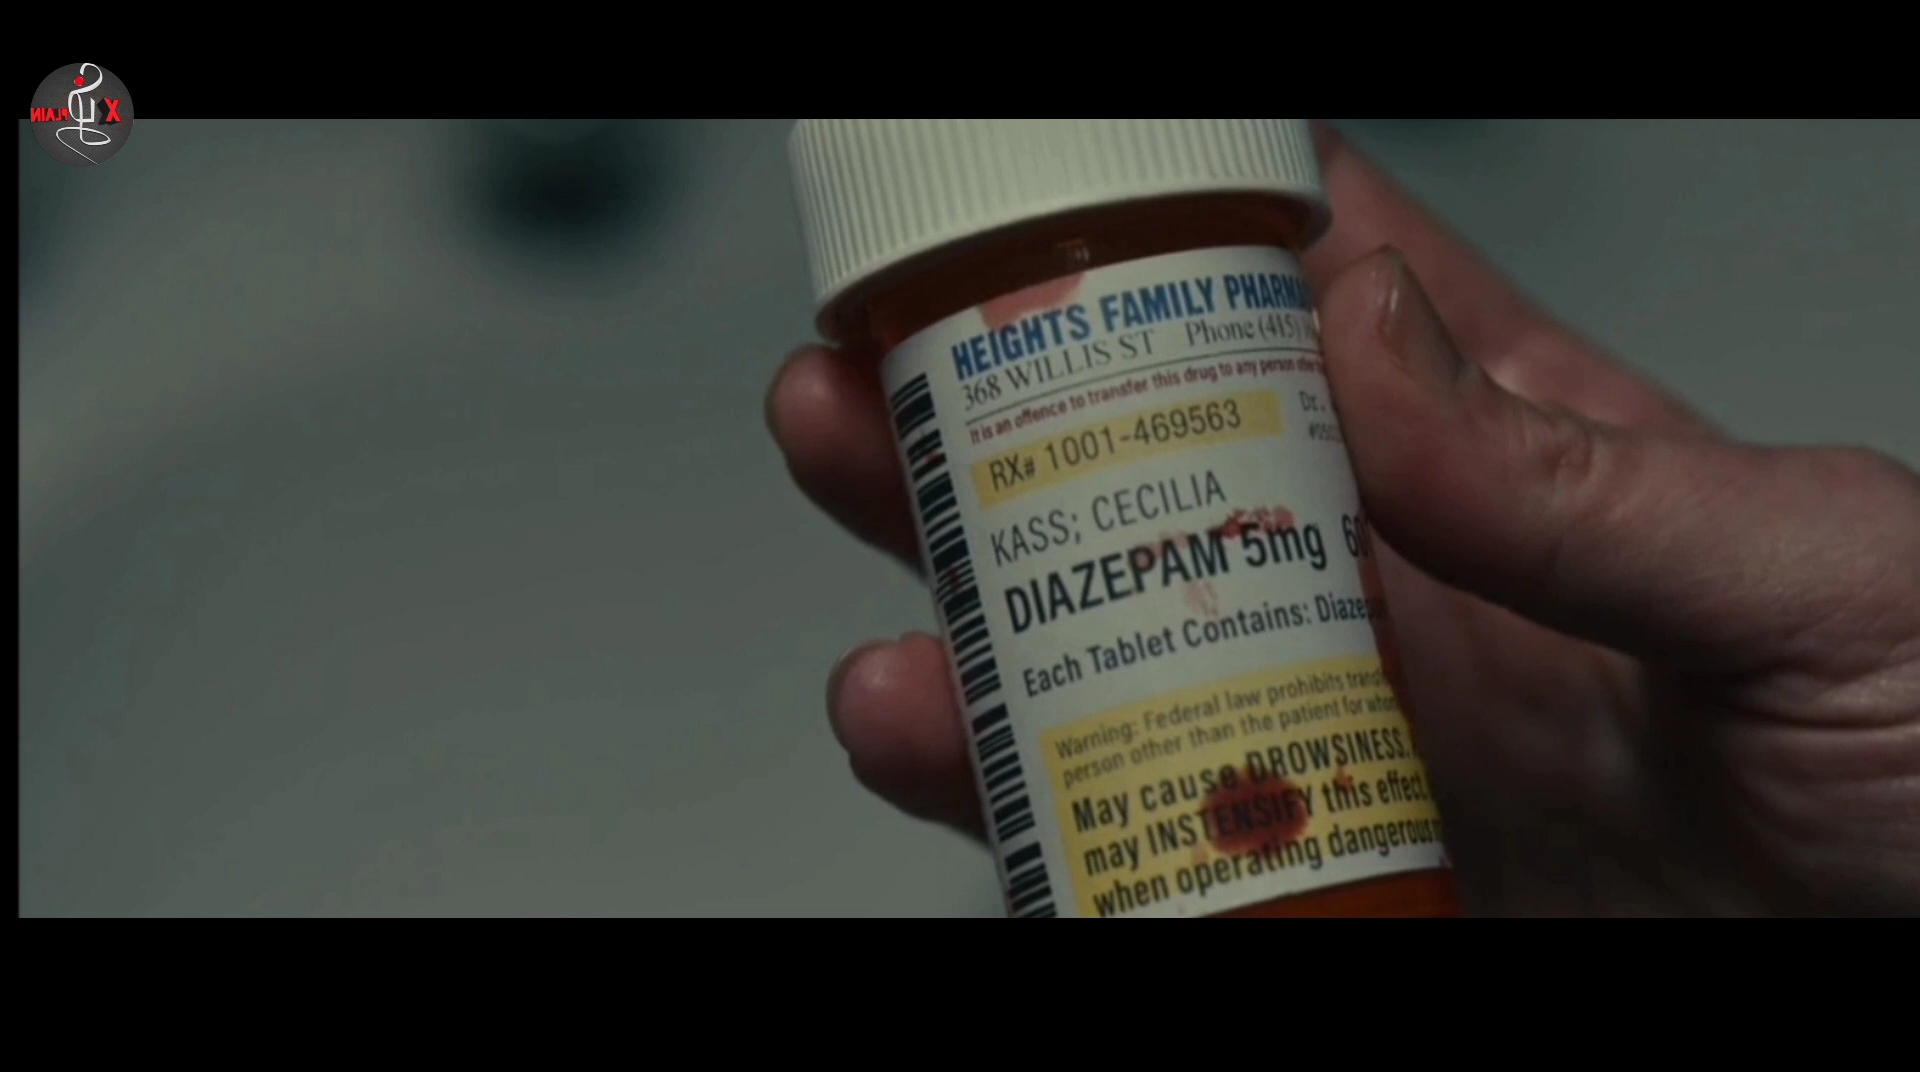 HEIGHTS FAMILY
368 WILLIS ST Phone (415)
It is an offence to transfer this drug to any person other
RX# 1001-469563 Dr.
KASS; CECILIA
DIAZEPAM 5mg
Each Tablet Contains:
Warning: Federal law prohibits
person other than the patient for
May cause DROWSINESS.
may INSTENSIFY this effect.
when operating